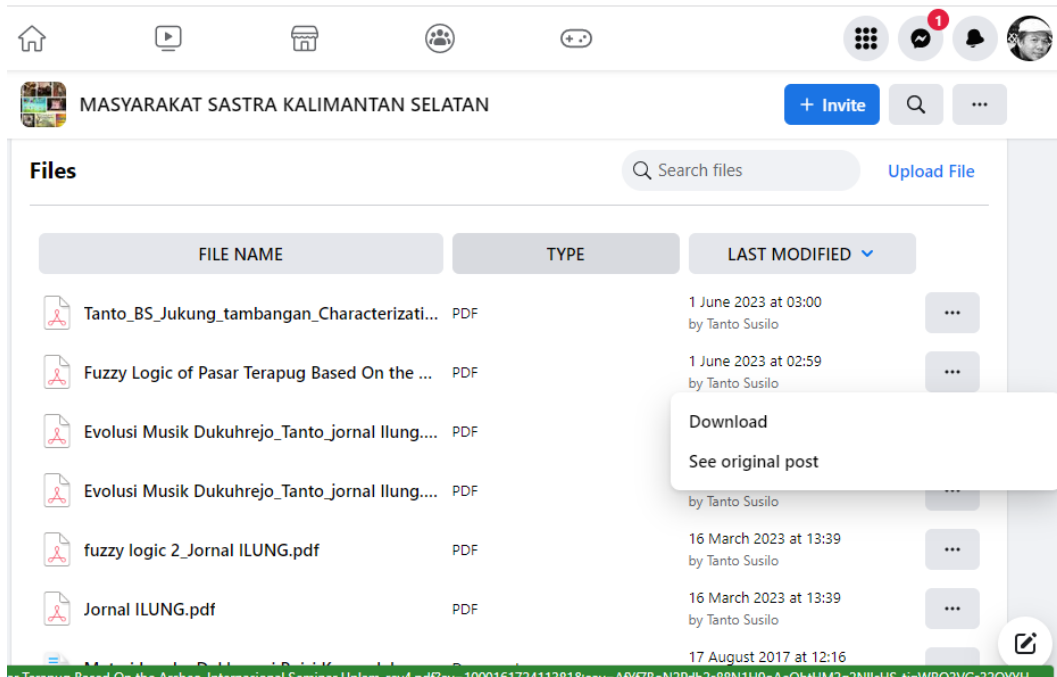 1
MASYARAKAT SASTRA KALIMANTAN SELATAN
+ Invite
...
Files
Search files
Upload File
FILE NAME
TYPE
LAST MODIFIED
Tanto_BS_Jukung_tambangan_Characterizati... PDF
1 June 2023 at 03:00
by Tanto Susilo
Fuzzy Logic of Pasar Terapug Based On the ... PDF
1 June 2023 at 02:59
by Tanto Susilo
Evolusi Musik Dukuhrejo_Tanto_jornal Ilung.... PDF
Download
See original post
Evolusi Musik Dukuhrejo_Tanto_jornal Ilung.... PDF
by Tanto Susilo
fuzzy logic 2_Jornal ILUNG.pdf PDF
16 March 2023 at 13:39
by Tanto Susilo
Jornal ILUNG.pdf PDF
16 March 2023 at 13:39
by Tanto Susilo
17 August 2017 at 12:16